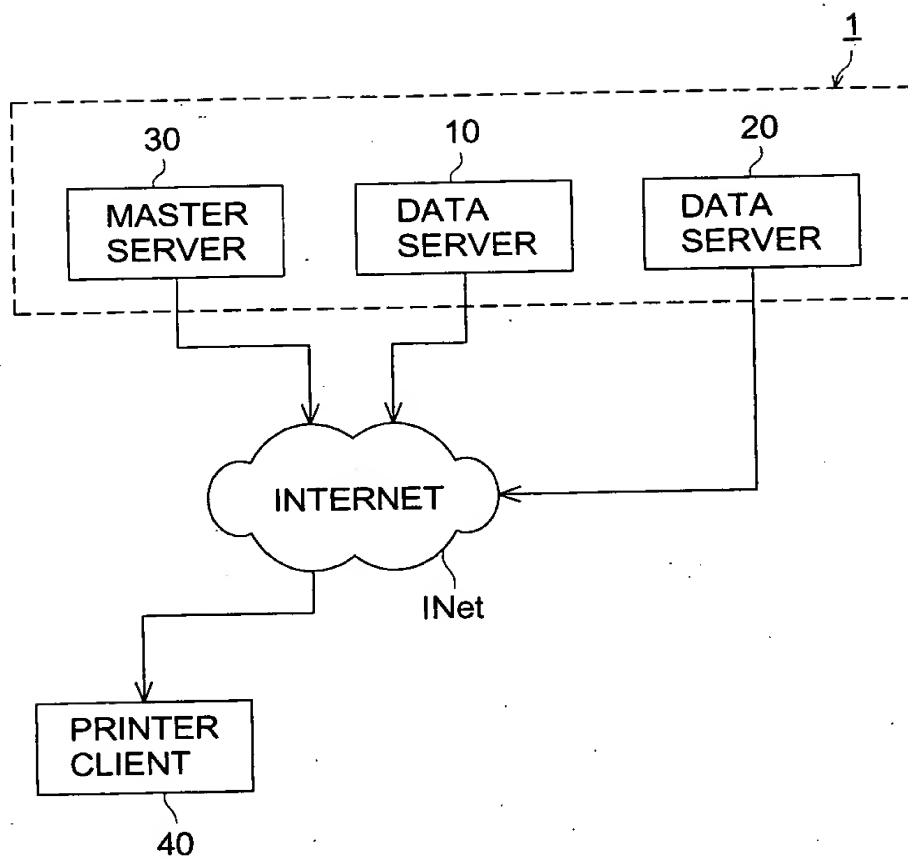 1
30
10
20
MASTER
SERVER
DATA
SERVER
DATA
SERVER
INTERNET
INet
PRINTER
CLIENT
40